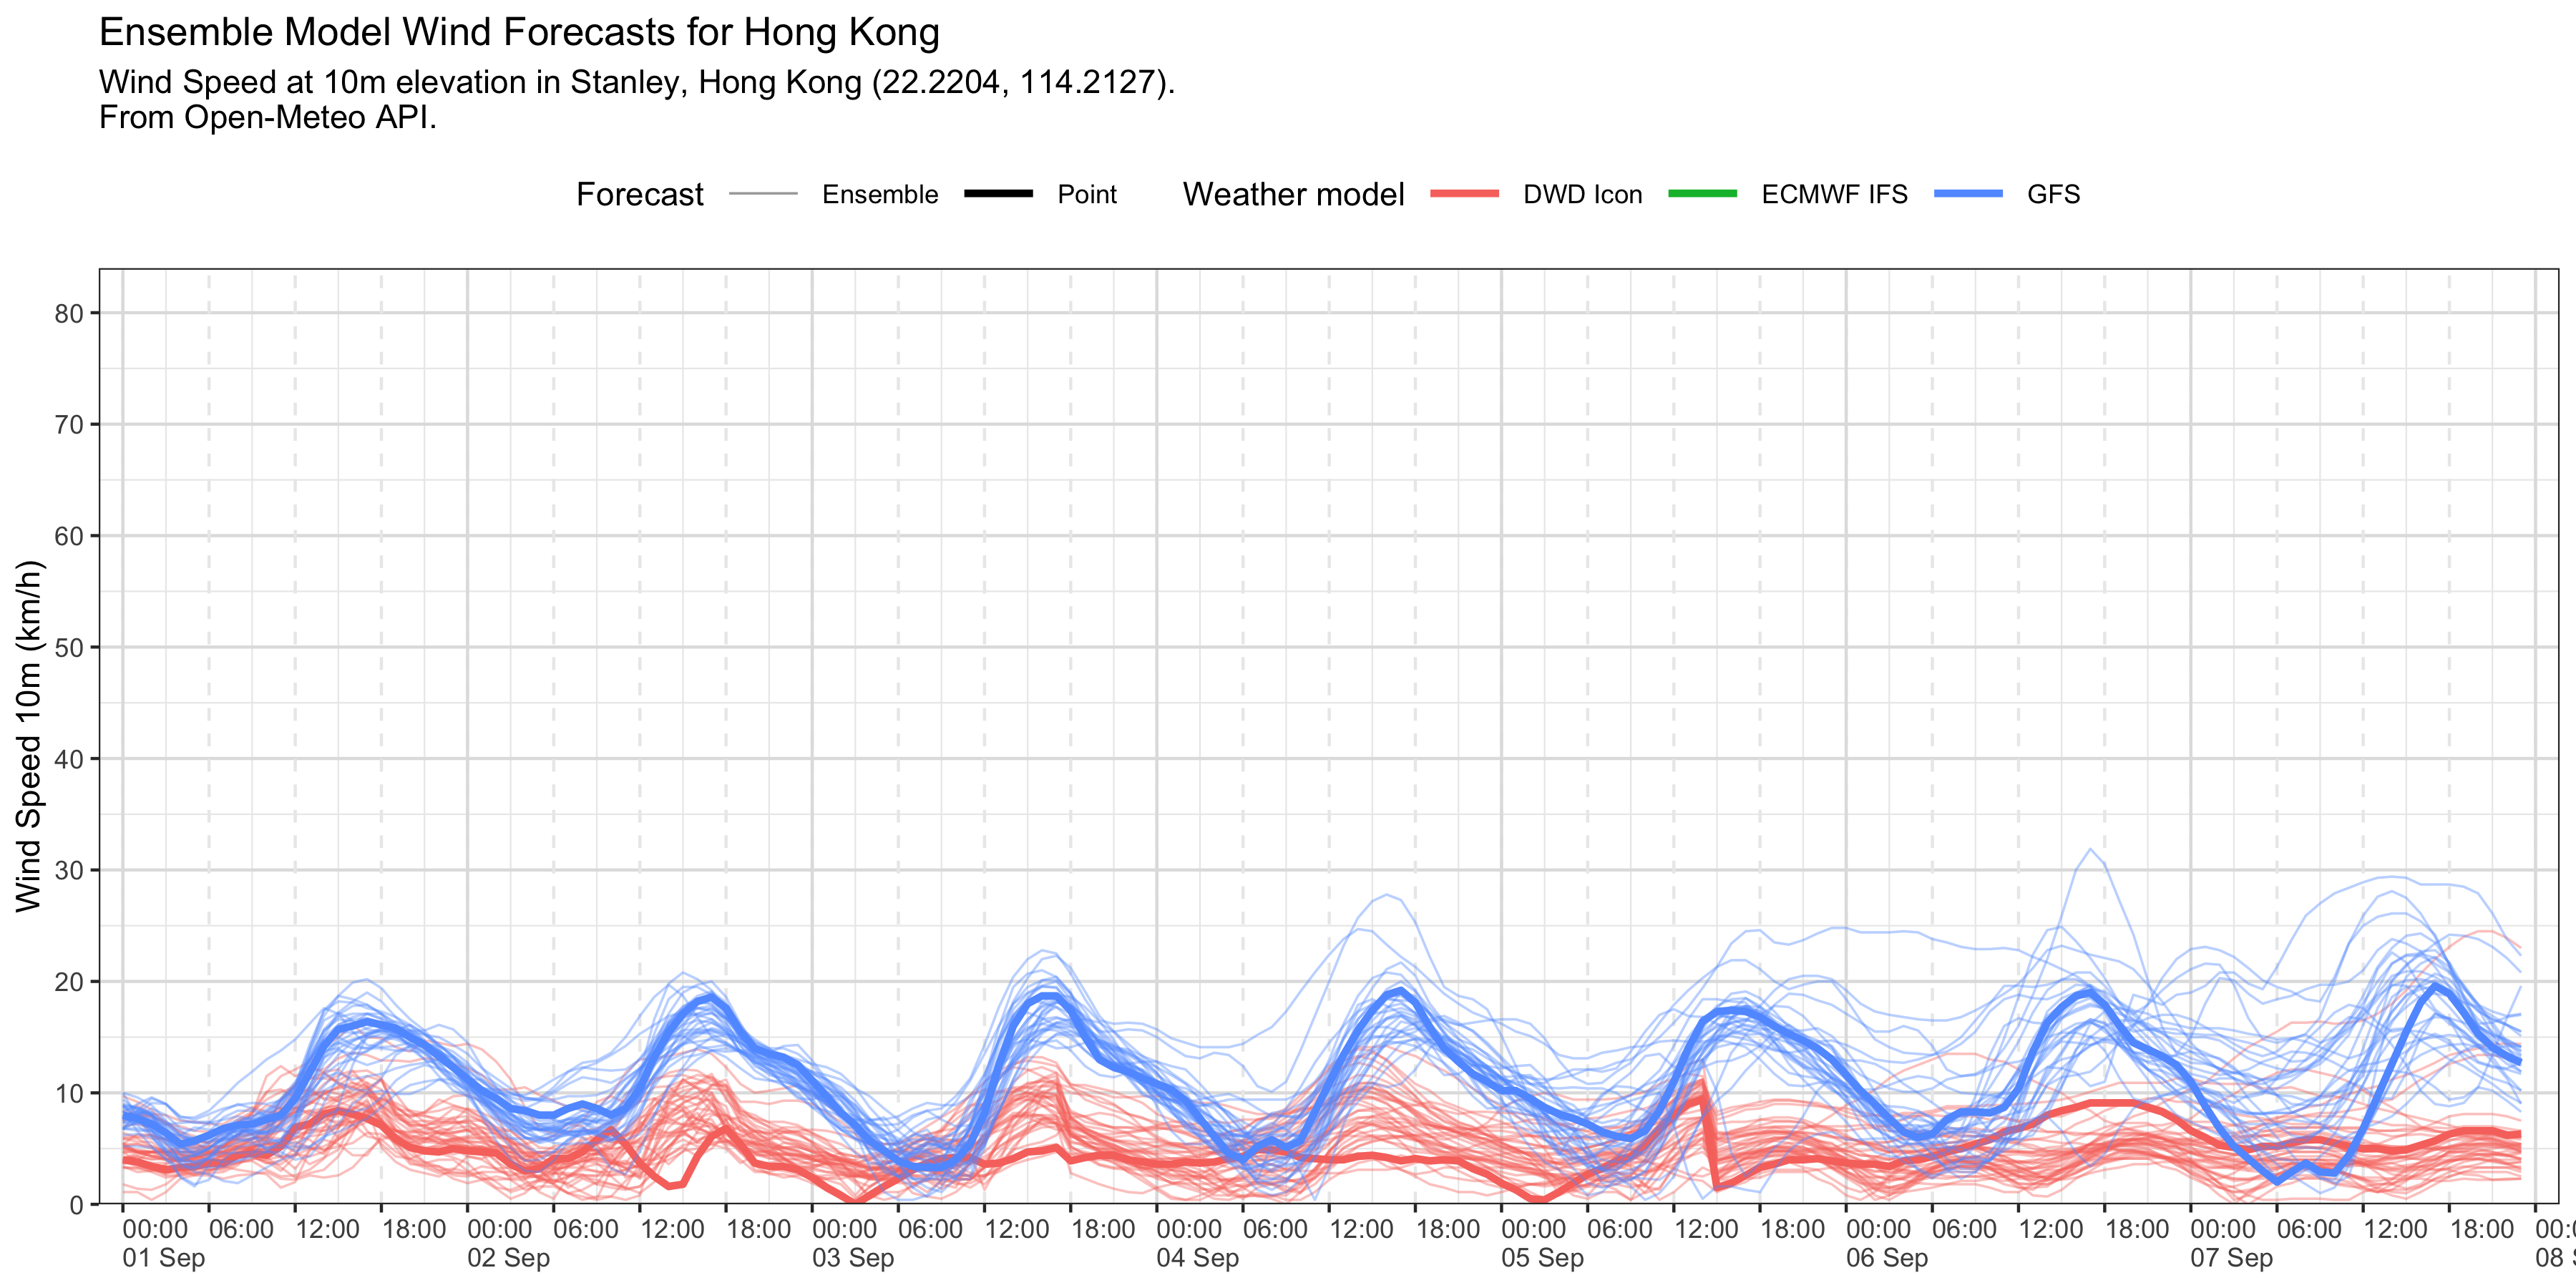 Ensemble Model Wind Forecasts for Hong Kong
Wind Speed at 10m elevation in Stanley, Hong Kong (22.2204, 114.2127).
From Open-Meteo API.
Forecast Ensemble Point Weather model DWD Icon ECMWF IFS GFS
Wind Speed 10m (km/h)
80
70
60
50
40
30
20
10
0
00:00 06:00 12:00 18:00 00:00 06:00 12:00 18:00 00:00 06:00 12:00 18:00 00:00 06:00 12:00 18:00 00:00 06:00 12:00 18:00 00:00 06:00 12:00 18:00 00:00 06:00 12:00 18:00 00:0
01 Sep 02 Sep 03 Sep 04 Sep 05 Sep 06 Sep 07 Sep 08 S